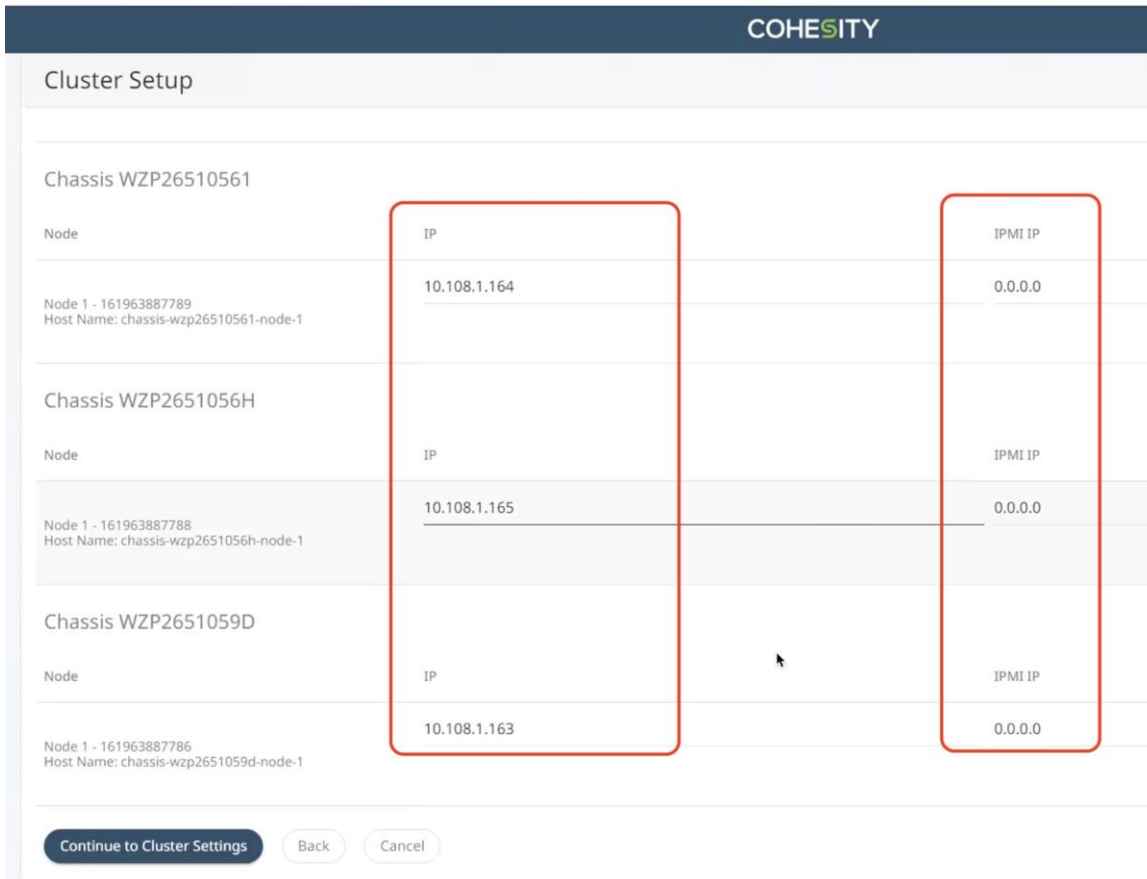 COHESITY
Cluster Setup
Chassis WZP26510561
Node IP IPMI IP
10.108.1.164 0.0.0.0
Node 1 - 161963887789
Host Name: chassis-wzp26510561-node-1
Chassis WZP2651056H
Node IP IPMI IP
10.108.1.165 0.0.0.0
Node 1 - 161963887788
Host Name: chassis-wzp2651056h-node-1
Chassis WZP2651059D
Node IP IPMI IP
10.108.1.163 0.0.0.0
Node 1 - 161963887786
Host Name: chassis-wzp2651059d-node-1
Continue to Cluster Settings Back Cancel